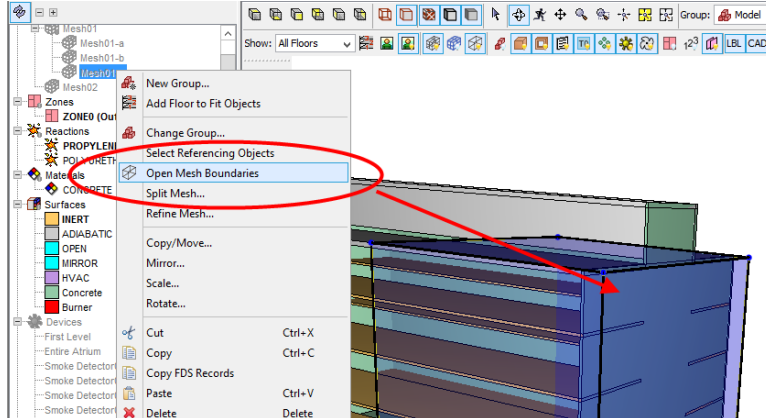 Group: Model
Mesh01
Mesh01-a
Show: All Floors
1²3
LBL
CAD
Mesh01-b
Mesh01
Mesh02
New Group...
Zones
Add Floor to Fit Objects
ZONE0 (Out
Reactions
Change Group...
PROPYLEN
Select Referencing Objects
POLYURETH
Materials
Open Mesh Boundaries
CONCRETE
Split Mesh...
Surfaces
Refine Mesh...
INERT
ADIABATIC
Copy/Move...
OPEN
MIRROR
Mirror...
HVAC
Scale...
Concrete
Rotate...
Burner
Devices
Cut Ctrl+X
First Level
Entire Atrium
Copy Ctrl+C
Smoke Detector
Copy FDS Records
Smoke Detector
Paste Ctrl+V
Smoke Detector
Smoke Detector
Delete Delete